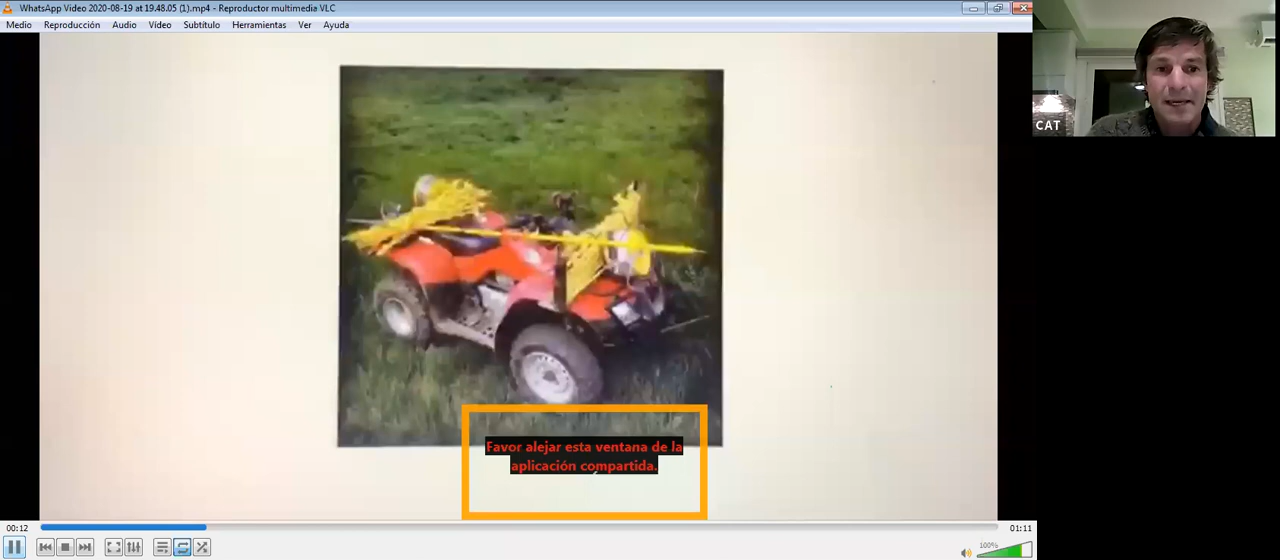 WhatsApp Video 2020-08-19 at 19.48.05 (1).mp4 - Reproductor multimedia VLC
Medio Reproducción Audio Vídeo Subtítulo Herramientas Ver Ayuda
CAT
Favor alejar esta ventana de la
aplicación compartida.
00:12
01:11
100%